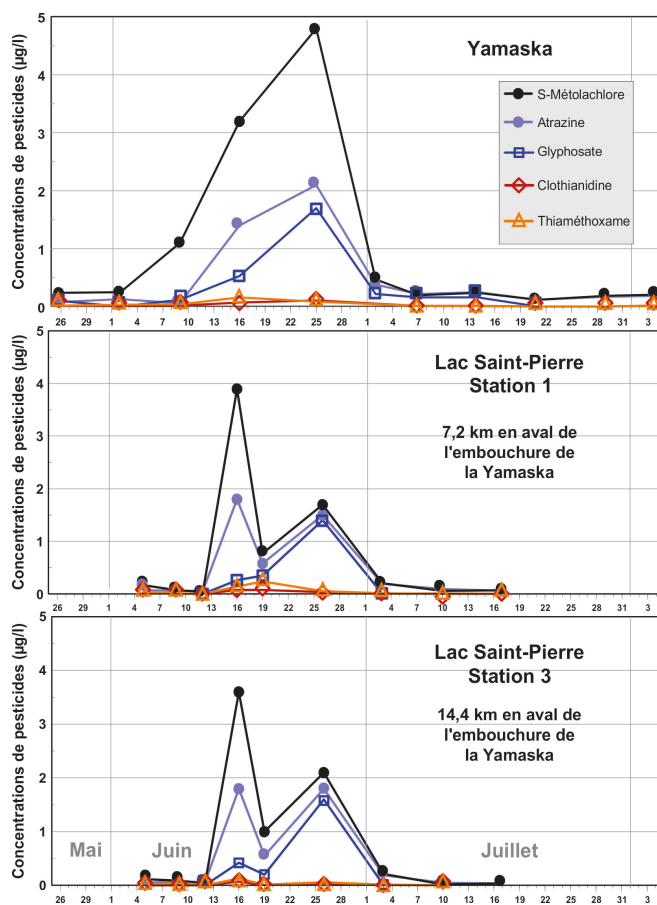 Concentrations de pesticides (µg/l)
5
4
3
2
1
0
Yamaska
S-Métolachlore
Atrazine
Glyphosate
Clothianidine
Thiaméthoxame
26 29 1 4 7 10 13 16 19 22 25 28 1 4 7 10 13 16 19 22 25 28 31 3
Concentrations de pesticides (µg/l)
5
4
3
2
1
0
Lac Saint-Pierre
Station 1
7,2 km en aval de
l'embouchure de
la Yamaska
26 29 1 4 7 10 13 16 19 22 25 28 1 4 7 10 13 16 19 22 25 28 31 3
Concentrations de pesticides (µg/l)
5
4
3
2
1
0
Lac Saint-Pierre
Station 3
14,4 km en aval de
l'embouchure de
la Yamaska
Mai Juin Juillet
26 29 1 4 7 10 13 16 19 22 25 28 1 4 7 10 13 16 19 22 25 28 31 3